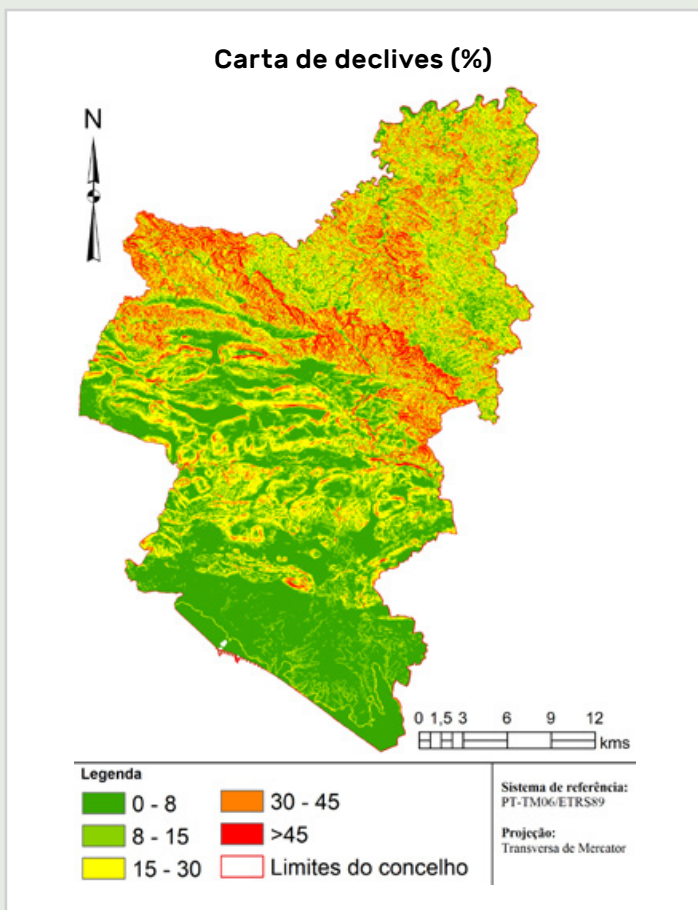 Carta de declives (%)
N
0 1,5 3 6 9 12
kms
Legenda
0 - 8
30 - 45
8 - 15
>45
15 - 30
Limites do concelho
Sistema de referência:
PT-TM06/ETRS89
Projeção:
Transversa de Mercator